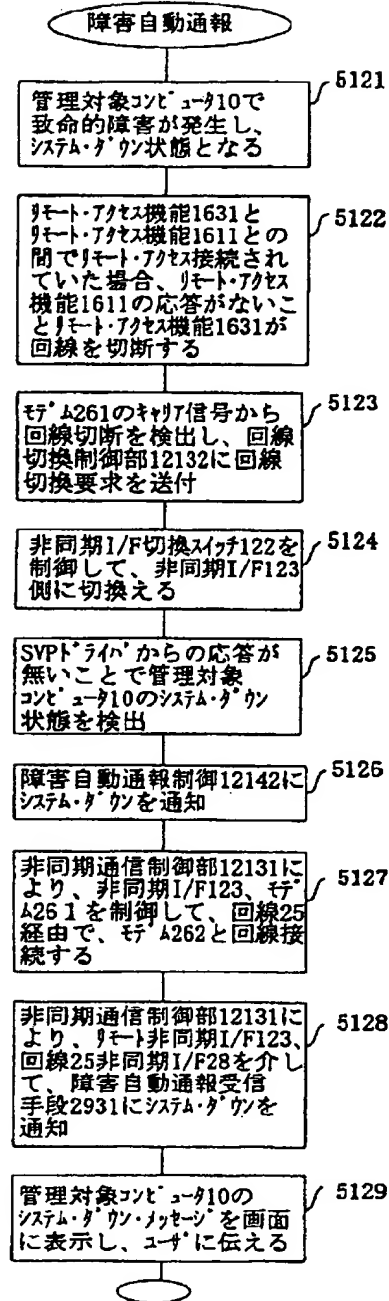 障害自動通報
5121
管理対象ｺﾝﾋﾟｭｰﾀ10で
致命的障害が発生し、
ｼｽﾃﾑ･ﾀﾞｳﾝ状態となる
5122
ﾘﾓｰﾄ･ｱｸｾｽ機能1631と
ﾘﾓｰﾄ･ｱｸｾｽ機能1611との
間でﾘﾓｰﾄ･ｱｸｾｽ接続され
ていた場合、ﾘﾓｰﾄ･ｱｸｾｽ
機能1611の応答がないこ
とﾘﾓｰﾄ･ｱｸｾｽ機能1631が
回線を切断する
5123
ﾓﾃﾞﾑ261のｷｬﾘｱ信号から
回線切断を検出し、回線
切換制御部12132に回線
切換要求を送付
5124
非同期I/F切換ｽｲｯﾁ122を
制御して、非同期I/F123
側に切換える
5125
SVPﾄﾞﾗｲﾊﾞからの応答が
無いことで管理対象
ｺﾝﾋﾟｭｰﾀ10のｼｽﾃﾑ･ﾀﾞｳﾝ
状態を検出
5126
障害自動通報制御12142に
ｼｽﾃﾑ･ﾀﾞｳﾝを通知
5127
非同期通信制御部12131に
より、非同期I/F123、ﾓﾃﾞ
ﾑ261を制御して、回線25
経由で、ﾓﾃﾞﾑ262と回線接
続する
5128
非同期通信制御部12131に
より、ﾘﾓｰﾄ非同期I/F123、
回線25非同期I/F28を介し
て、障害自動通報受信
手段2931にｼｽﾃﾑ･ﾀﾞｳﾝを
通知
5129
管理対象ｺﾝﾋﾟｭｰﾀ10の
ｼｽﾃﾑ･ﾀﾞｳﾝ･ﾒｯｾｰｼﾞを画面
に表示し、ﾕｰｻﾞに伝える